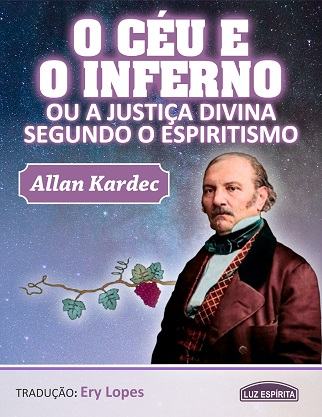 O CÉU E
O INFERNO
OU A JUSTIÇA DIVINA
SEGUNDO O ESPIRITISMO
Allan Kardec
TRADUÇÃO: Ery Lopes
LUZ ESPÍRITA